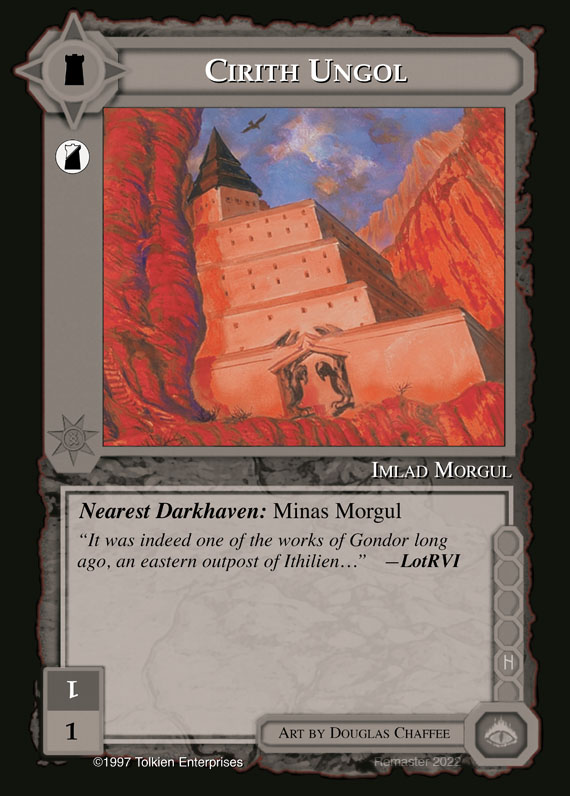 CIRITH UNGOL
IMLAD MORGUL
Nearest Darkhaven: Minas Morgul
“It was indeed one of the works of Gondor long
ago, an eastern outpost of Ithilien…” —LotRVI
1
1
ART BY DOUGLAS CHAFFEE
©1997 Tolkien Enterprises Remaster 2022